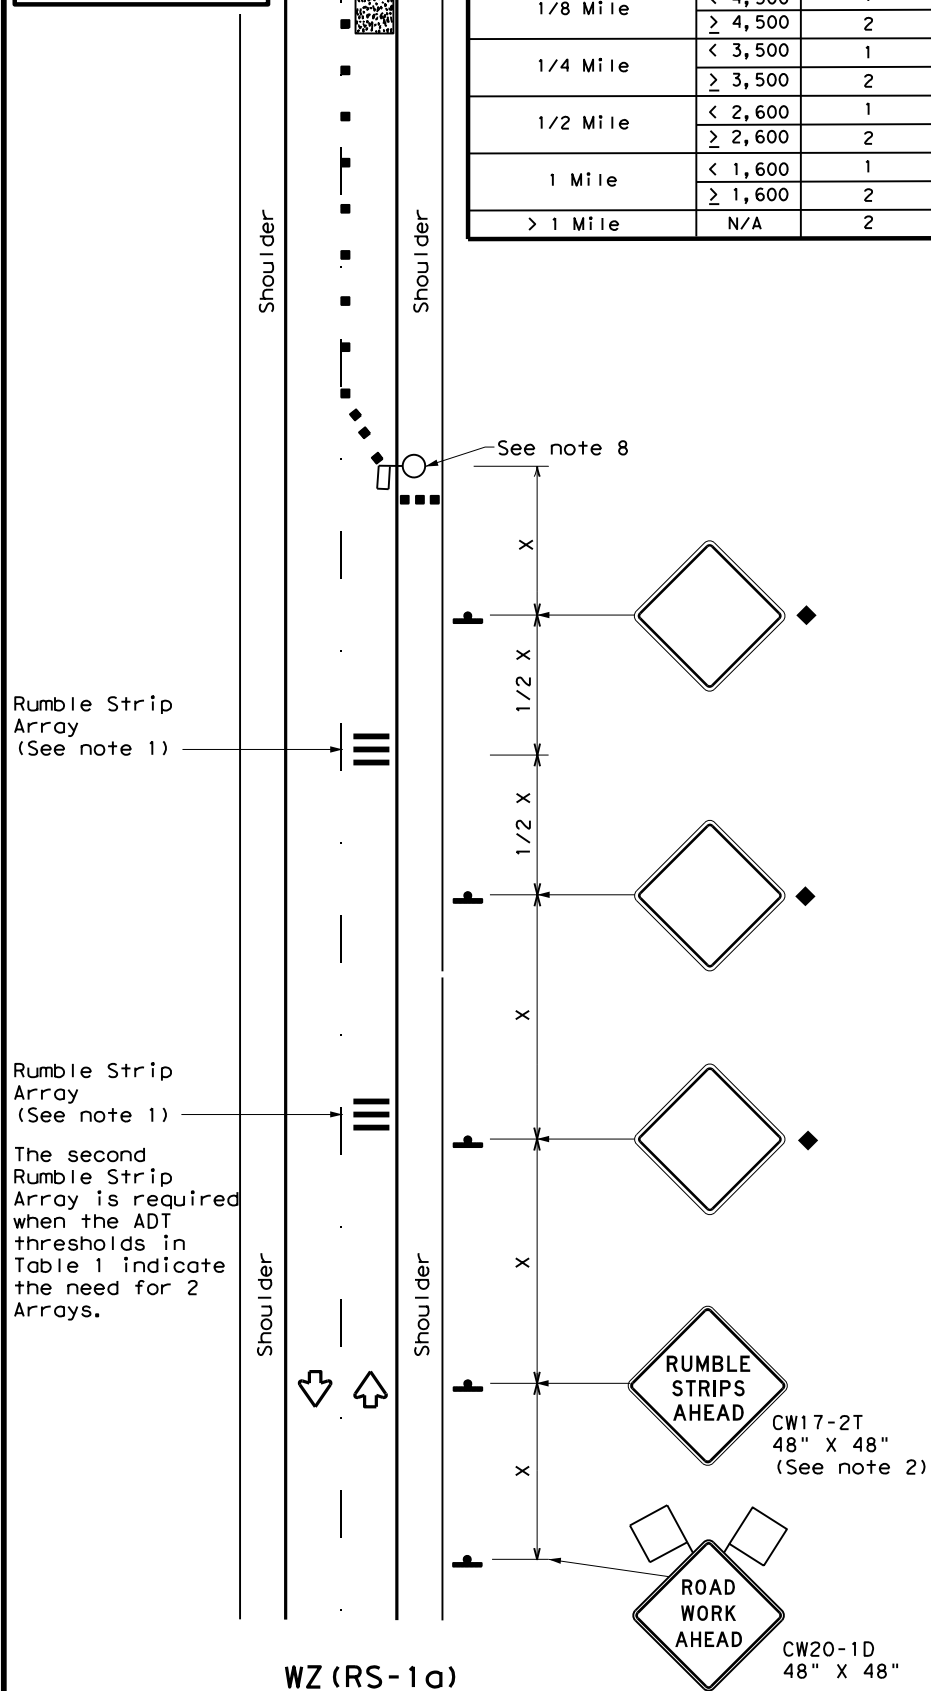 1/8 Mile
< 4,500 1
≥ 4,500 2
1/4 Mile
< 3,500 1
≥ 3,500 2
1/2 Mile
< 2,600 1
≥ 2,600 2
1 Mile
< 1,600 1
≥ 1,600 2
> 1 Mile N/A 2
Shoulder
Shoulder
See note 8
X
1/2 X
Rumble Strip
Array
(See note 1)
1/2 X
X
Rumble Strip
Array
(See note 1)
The second
Rumble Strip
Array is required
when the ADT
thresholds in
Table 1 indicate
the need for 2
Arrays.
Shoulder
Shoulder
X
RUMBLE
STRIPS
AHEAD
CW17-2T
48" X 48"
(See note 2)
X
ROAD
WORK
AHEAD
CW20-1D
48" X 48"
WZ(RS-1a)